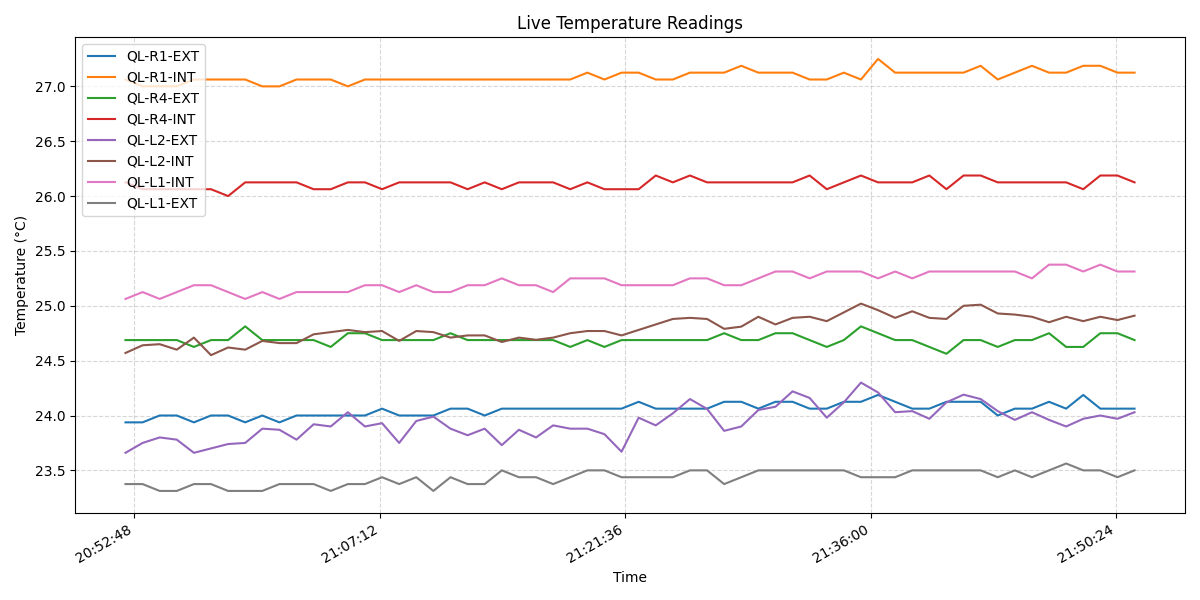 Live Temperature Readings
QL-R1-EXT
QL-R1-INT
QL-R4-EXT
QL-R4-INT
QL-L2-EXT
QL-L2-INT
QL-L1-INT
QL-L1-EXT
Temperature (°C)
27.0
26.5
26.0
25.5
25.0
24.5
24.0
23.5
20:52:48
21:07:12
21:21:36
21:36:00
21:50:24
Time